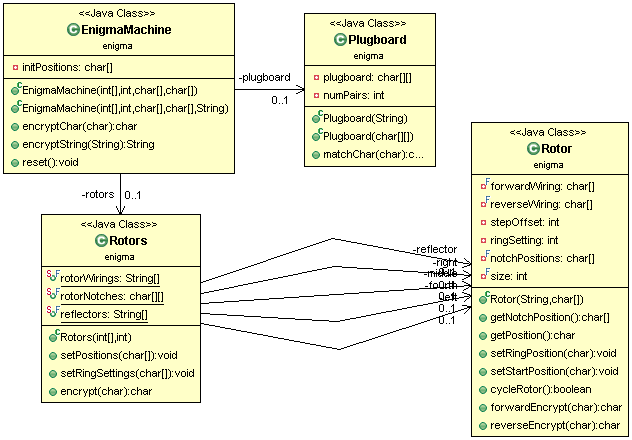 <<Java Class>>
EnigmaMachine
enigma
initPositions: char[]
EnigmaMachine(int[],int,char[],char[])
EnigmaMachine(int[],int,char[],char[],String)
encryptChar(char):char
encryptString(String):String
reset():void
-plugboard
0..1
<<Java Class>>
Plugboard
enigma
plugboard: char[][]
numPairs: int
Plugboard(String)
Plugboard(char[][])
matchChar(char):c...
-rotors
0..1
<<Java Class>>
Rotors
enigma
rotorWirings: String[]
rotorNotches: char[][]
reflectors: String[]
Rotors(int[],int)
setPositions(char[]):void
setRingSettings(char[]):void
encrypt(char):char
-reflector
-right
-middle
-fourth
-left
0..1
0..1
<<Java Class>>
Rotor
enigma
forwardWiring: char[]
reverseWiring: char[]
stepOffset: int
ringSetting: int
notchPositions: char[]
size: int
Rotor(String,char[])
getNotchPosition():char[]
getPosition():char
setRingPosition(char):void
setStartPosition(char):void
cycleRotor():boolean
forwardEncrypt(char):char
reverseEncrypt(char):char